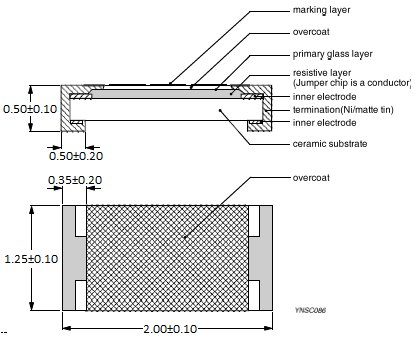 marking layer
overcoat
primary glass layer
resistive layer
(Jumper chip is a conductor)
inner electrode
termination(Ni/matte tin)
inner electrode
ceramic substrate
0.50±0.10
0.50±0.20
0.35±0.20
overcoat
1.25±0.10
YNSC086
2.00±0.10